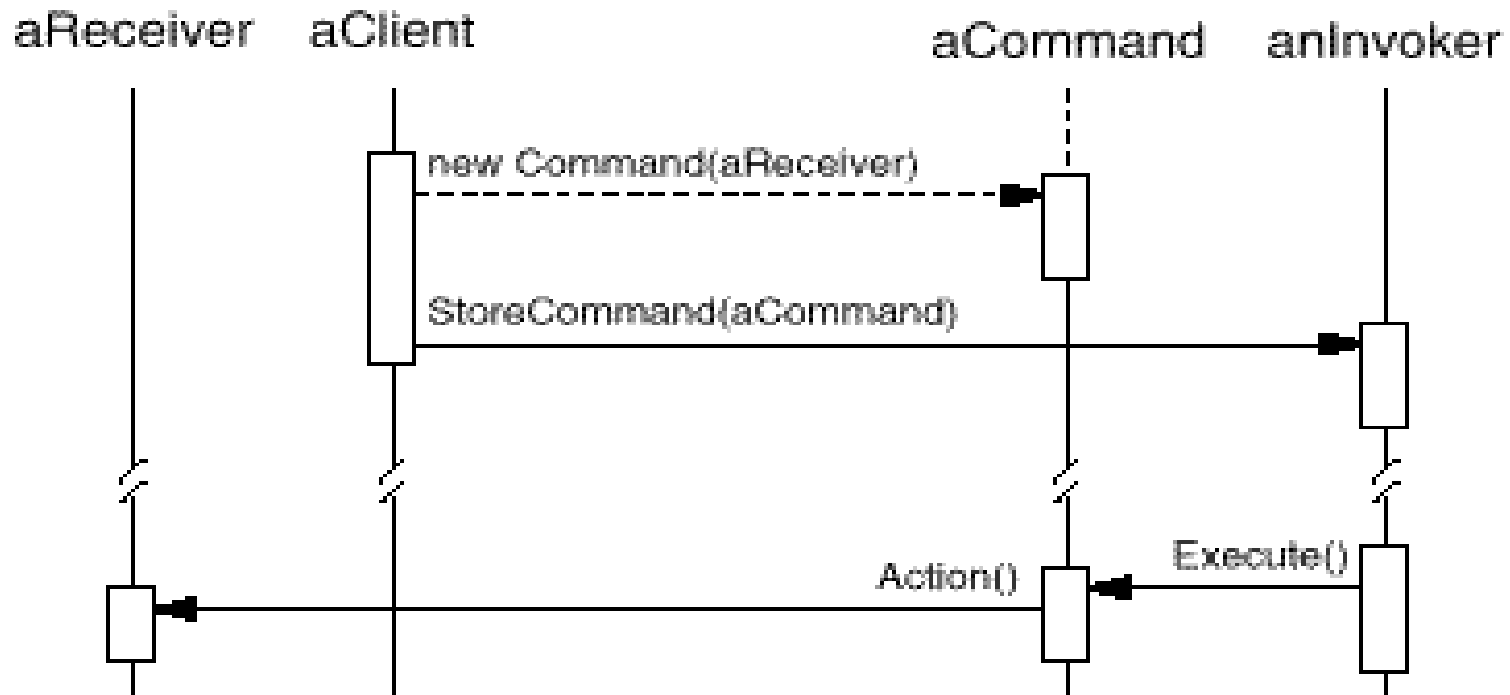 aReceiver aClient aCommand anInvoker
new Command(aReceiver)
StoreCommand(aCommand)
Execute()
Action()